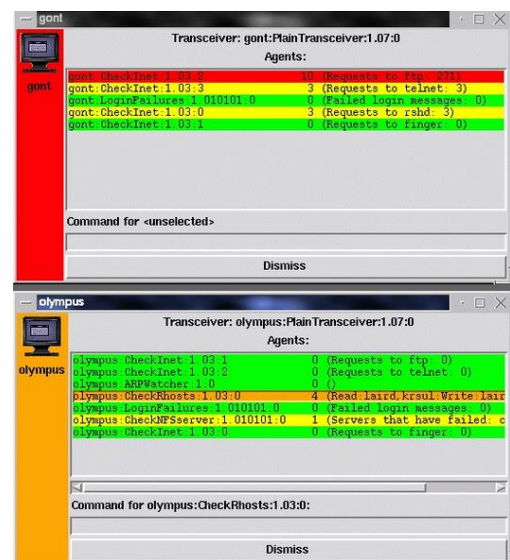 gont
Transceiver: gont:PlainTransceiver:1.07:0
Agents:
gont
gont:CheckInet:1.03:2 10 (Requests to ftp: 271)
gont:CheckInet:1.03:3 3 (Requests to telnet: 3)
gont:LoginFailures:1.010101:0 0 (Failed login messages: 0)
gont:CheckInet:1.03:0 3 (Requests to rshd: 3)
gont:CheckInet:1.03:1 0 (Requests to finger: 0)
Command for <unselected>
Dismiss
olympus
Transceiver: olympus:PlainTransceiver:1.07:0
Agents:
olympus
olympus:CheckInet:1.03:1 0 (Requests to ftp: 0)
olympus:CheckInet:1.03:2 0 (Requests to telnet: 0)
olympus:ARPWatcher:1:0 0 ()
olympus:CheckRhosts:1.03:0 4 (Read:laird,krsul:Write:lair
olympus:LoginFailures:1.010101:0 0 (Failed login messages: 0)
olympus:CheckNFSserver:1.010101:0 1 (Servers that have failed: c
olympus:CheckInet:1.03:0 0 (Requests to finger: 0)
Command for olympus:CheckRhosts:1.03:0:
Dismiss